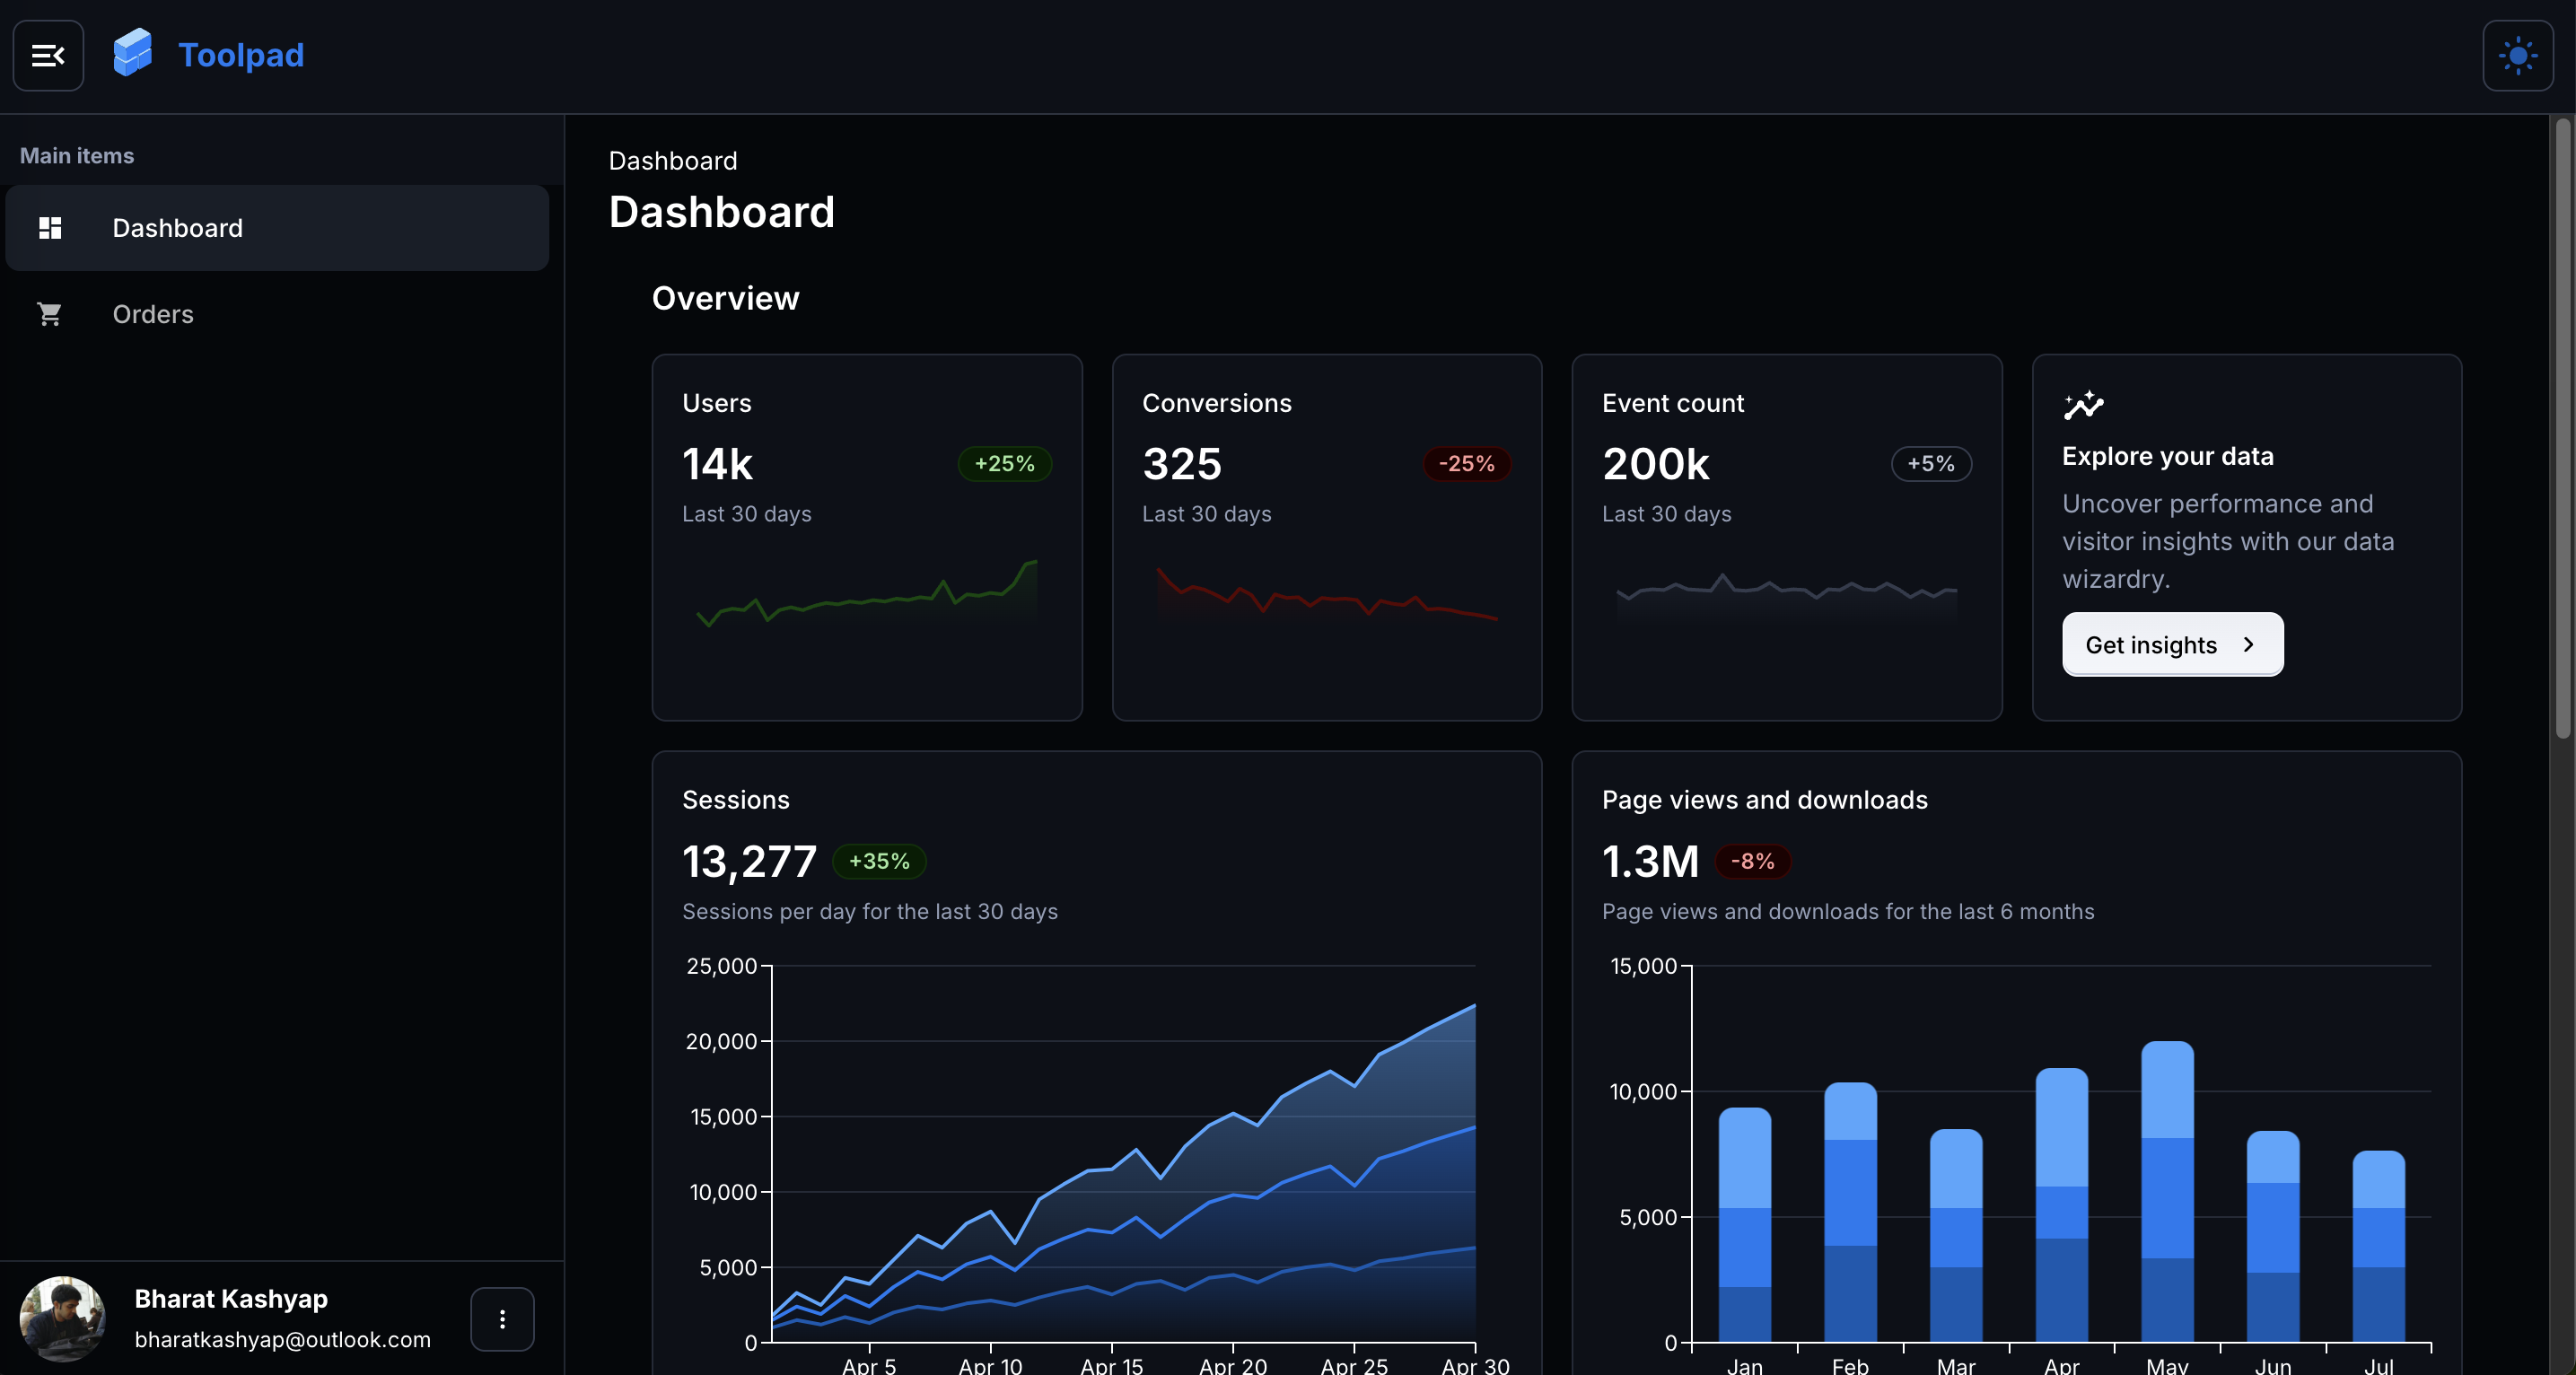 Toolpad
Main items
Dashboard
Orders
Bharat Kashyap
bharatkashyap@outlook.com
Dashboard
Dashboard
Overview
Users
14k
+25%
Last 30 days
Conversions
325
-25%
Last 30 days
Event count
200k
+5%
Last 30 days
Explore your data
Uncover performance and
visitor insights with our data
wizardry.
Get insights
Sessions
13,277
+35%
Sessions per day for the last 30 days
25,000
20,000
15,000
10,000
5,000
0
Apr 5
Apr 10
Apr 15
Apr 20
Apr 25
Apr 30
Page views and downloads
1.3M
-8%
Page views and downloads for the last 6 months
15,000
10,000
5,000
0
Jan
Feb
Mar
Apr
May
Jun
Jul